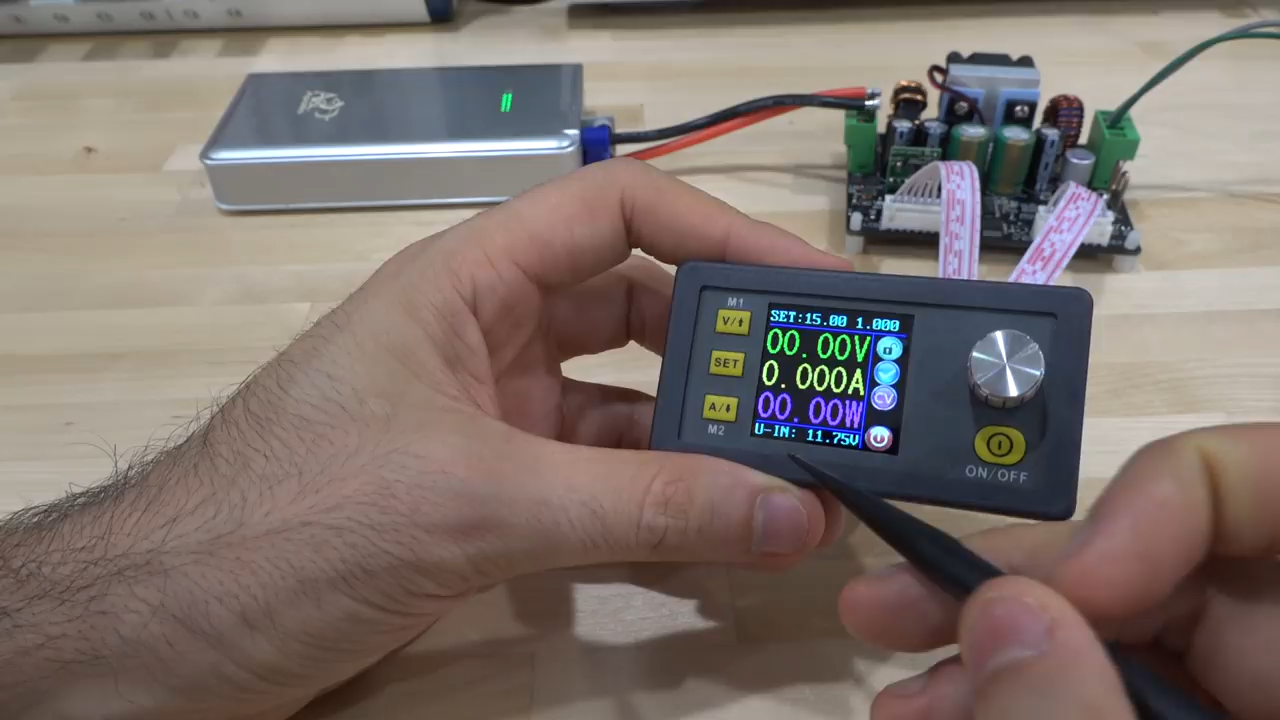 M1
V/⬆
SET
A/⬇
M2
SET:15.00 1.000
00.00V
0.000A
00.00W
U-IN: 11.75V
CV
ON/OFF